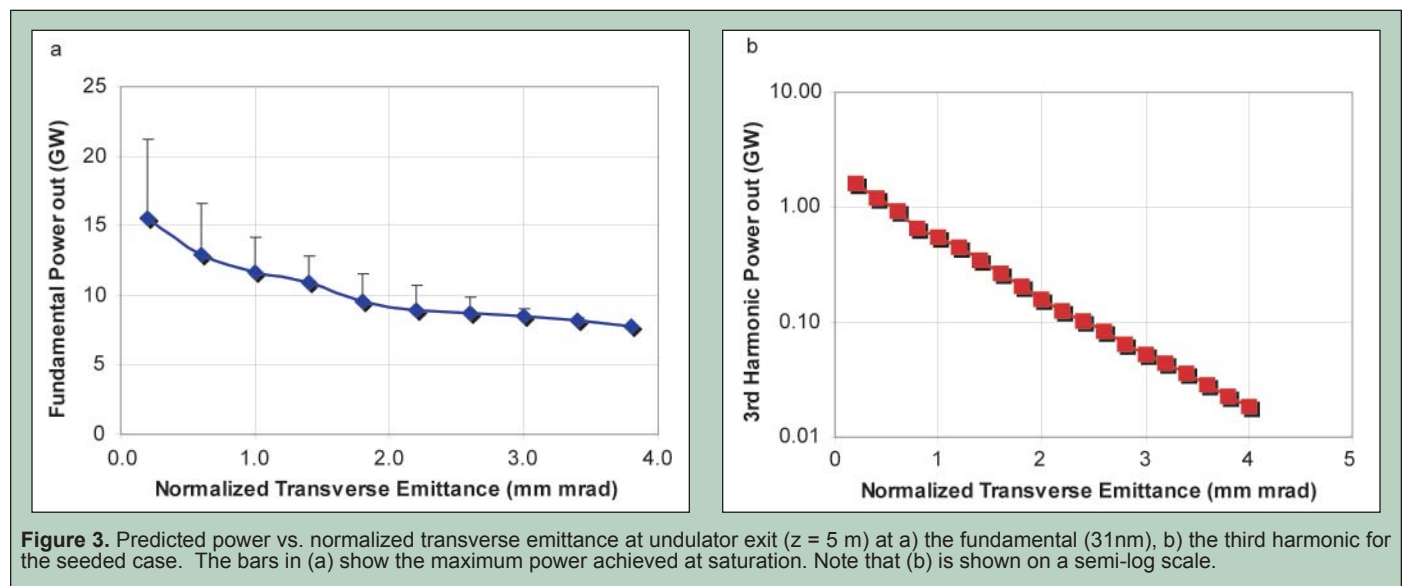 a
25
20
15
10
5
0
Fundamental Power out (GW)
0.0 1.0 2.0 3.0 4.0
Normalized Transverse Emittance (mm mrad)
b
10.00
1.00
0.10
0.01
3rd Harmonic Power out (GW)
0 1 2 3 4 5
Normalized Transverse Emittance (mm mrad)
Figure 3. Predicted power vs. normalized transverse emittance at undulator exit (z = 5 m) at a) the fundamental (31nm), b) the third harmonic for
the seeded case. The bars in (a) show the maximum power achieved at saturation. Note that (b) is shown on a semi-log scale.